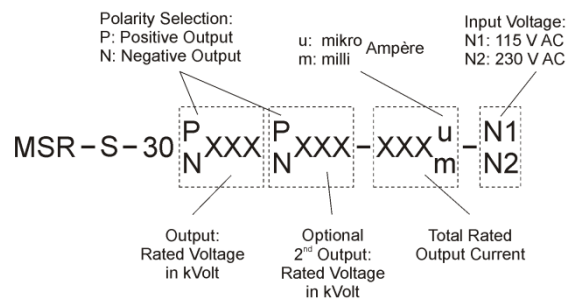 Polarity Selection:
P: Positive Output
N: Negative Output
u: mikro
m: milli
Ampère
Input Voltage:
N1: 115 V AC
N2: 230 V AC
MSR – S – 30 P/N XXX P/N XXX – XXX u/m – N1/N2
Output:
Rated Voltage
in kVolt
Optional
2nd Output:
Rated Voltage
in kVolt
Total Rated
Output Current